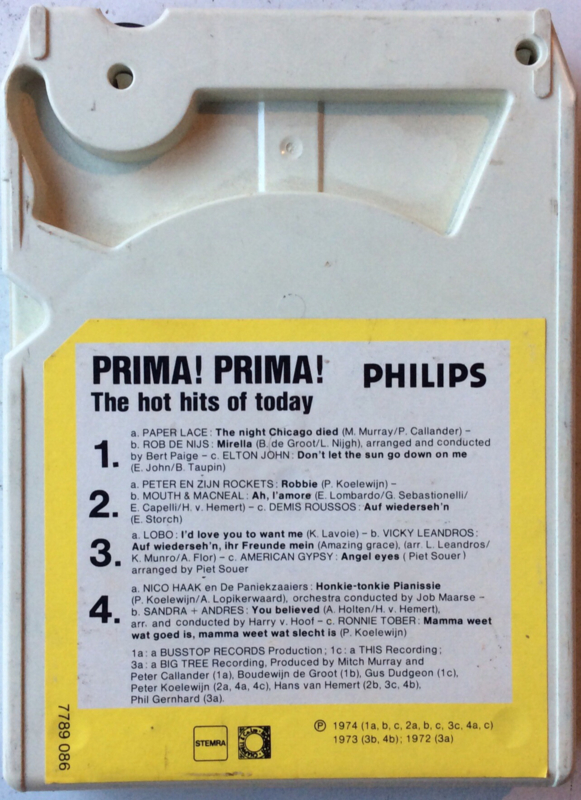 PRIMA! PRIMA! PHILIPS
The hot hits of today
1. a. PAPER LACE: The night Chicago died (M. Murray/P. Callander) –
b. ROB DE NIJS: Mirella (B. de Groot/L. Nijgh), arranged and conducted
by Bert Paige – c. ELTON JOHN: Don't let the sun go down on me
(E. John/B. Taupin)
2. a. PETER EN ZIJN ROCKETS: Robbie (P. Koelewijn) –
b. MOUTH & MACNEAL: Ah, l'amore (E. Lombardo/G. Sebastionelli/
E. Capelli/H. v. Hemert) – c. DEMIS ROUSSOS: Auf wiederseh'n
(E. Storch)
3. a. LOBO: I'd love you to want me (K. Lavoie) – b. VICKY LEANDROS:
Auf wiederseh'n, ihr Freunde mein (Amazing grace), (arr. L. Leandros/
K. Munro/A. Flor) – c. AMERICAN GYPSY: Angel eyes (Piet Souer)
arranged by Piet Souer
4. a. NICO HAAK en De Paniekzaaiers: Honkie-tonkie Pianissie
(P. Koelewijn/A. Lopikerwaard), orchestra conducted by Job Maarse –
b. SANDRA + ANDRES: You believed (A. Holten/H. v. Hemert),
arr. and conducted by Harry v. Hoof – c. RONNIE TOBER: Mamma weet
wat goed is, mamma weet wat slecht is (P. Koelewijn)
1a: a BUSSTOP RECORDS Production; 1c: a THIS Recording;
3a: a BIG TREE Recording, Produced by Mitch Murray and
Peter Callander (1a), Boudewijn de Groot (1b), Gus Dudgeon (1c),
Peter Koelewijn (2a, 4a, 4c), Hans van Hemert (2b, 3c, 4b),
Phil Gernhard (3a).
7789 086
STEMRA
℗ 1974 (1a, b, c, 2a, b, c, 3c, 4a, c)
1973 (3b, 4b); 1972 (3a)